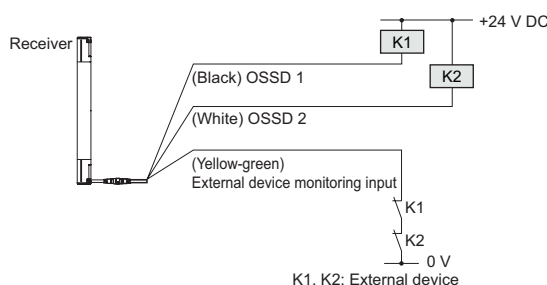 +24 V DC
Receiver
K1
K2
(Black) OSSD 1
(White) OSSD 2
(Yellow-green)
External device monitoring input
K1
K2
0 V
K1, K2: External device